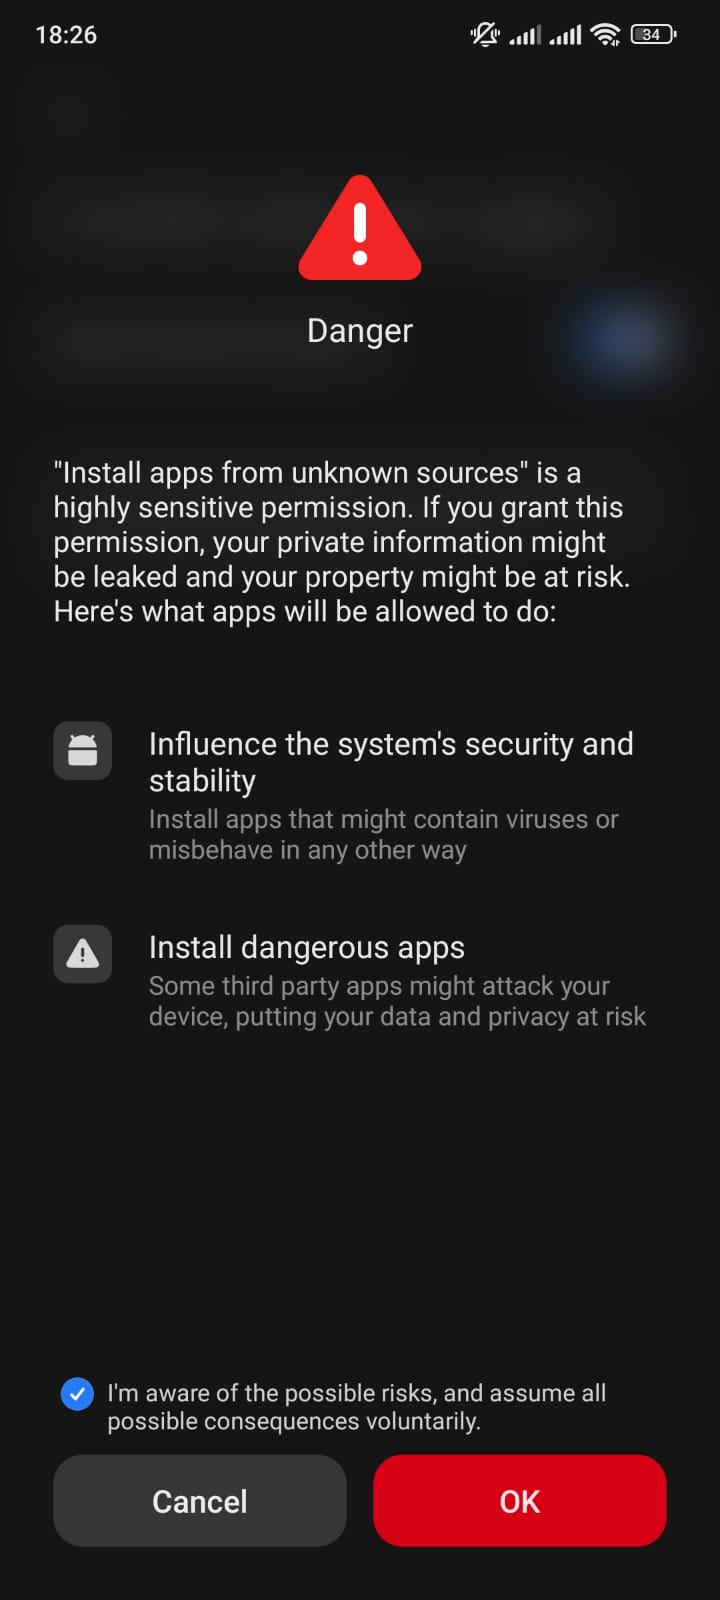 18:26
34
Danger
"Install apps from unknown sources" is a
highly sensitive permission. If you grant this
permission, your private information might
be leaked and your property might be at risk.
Here's what apps will be allowed to do:
Influence the system's security and
stability
Install apps that might contain viruses or
misbehave in any other way
Install dangerous apps
Some third party apps might attack your
device, putting your data and privacy at risk
I'm aware of the possible risks, and assume all
possible consequences voluntarily.
Cancel
OK